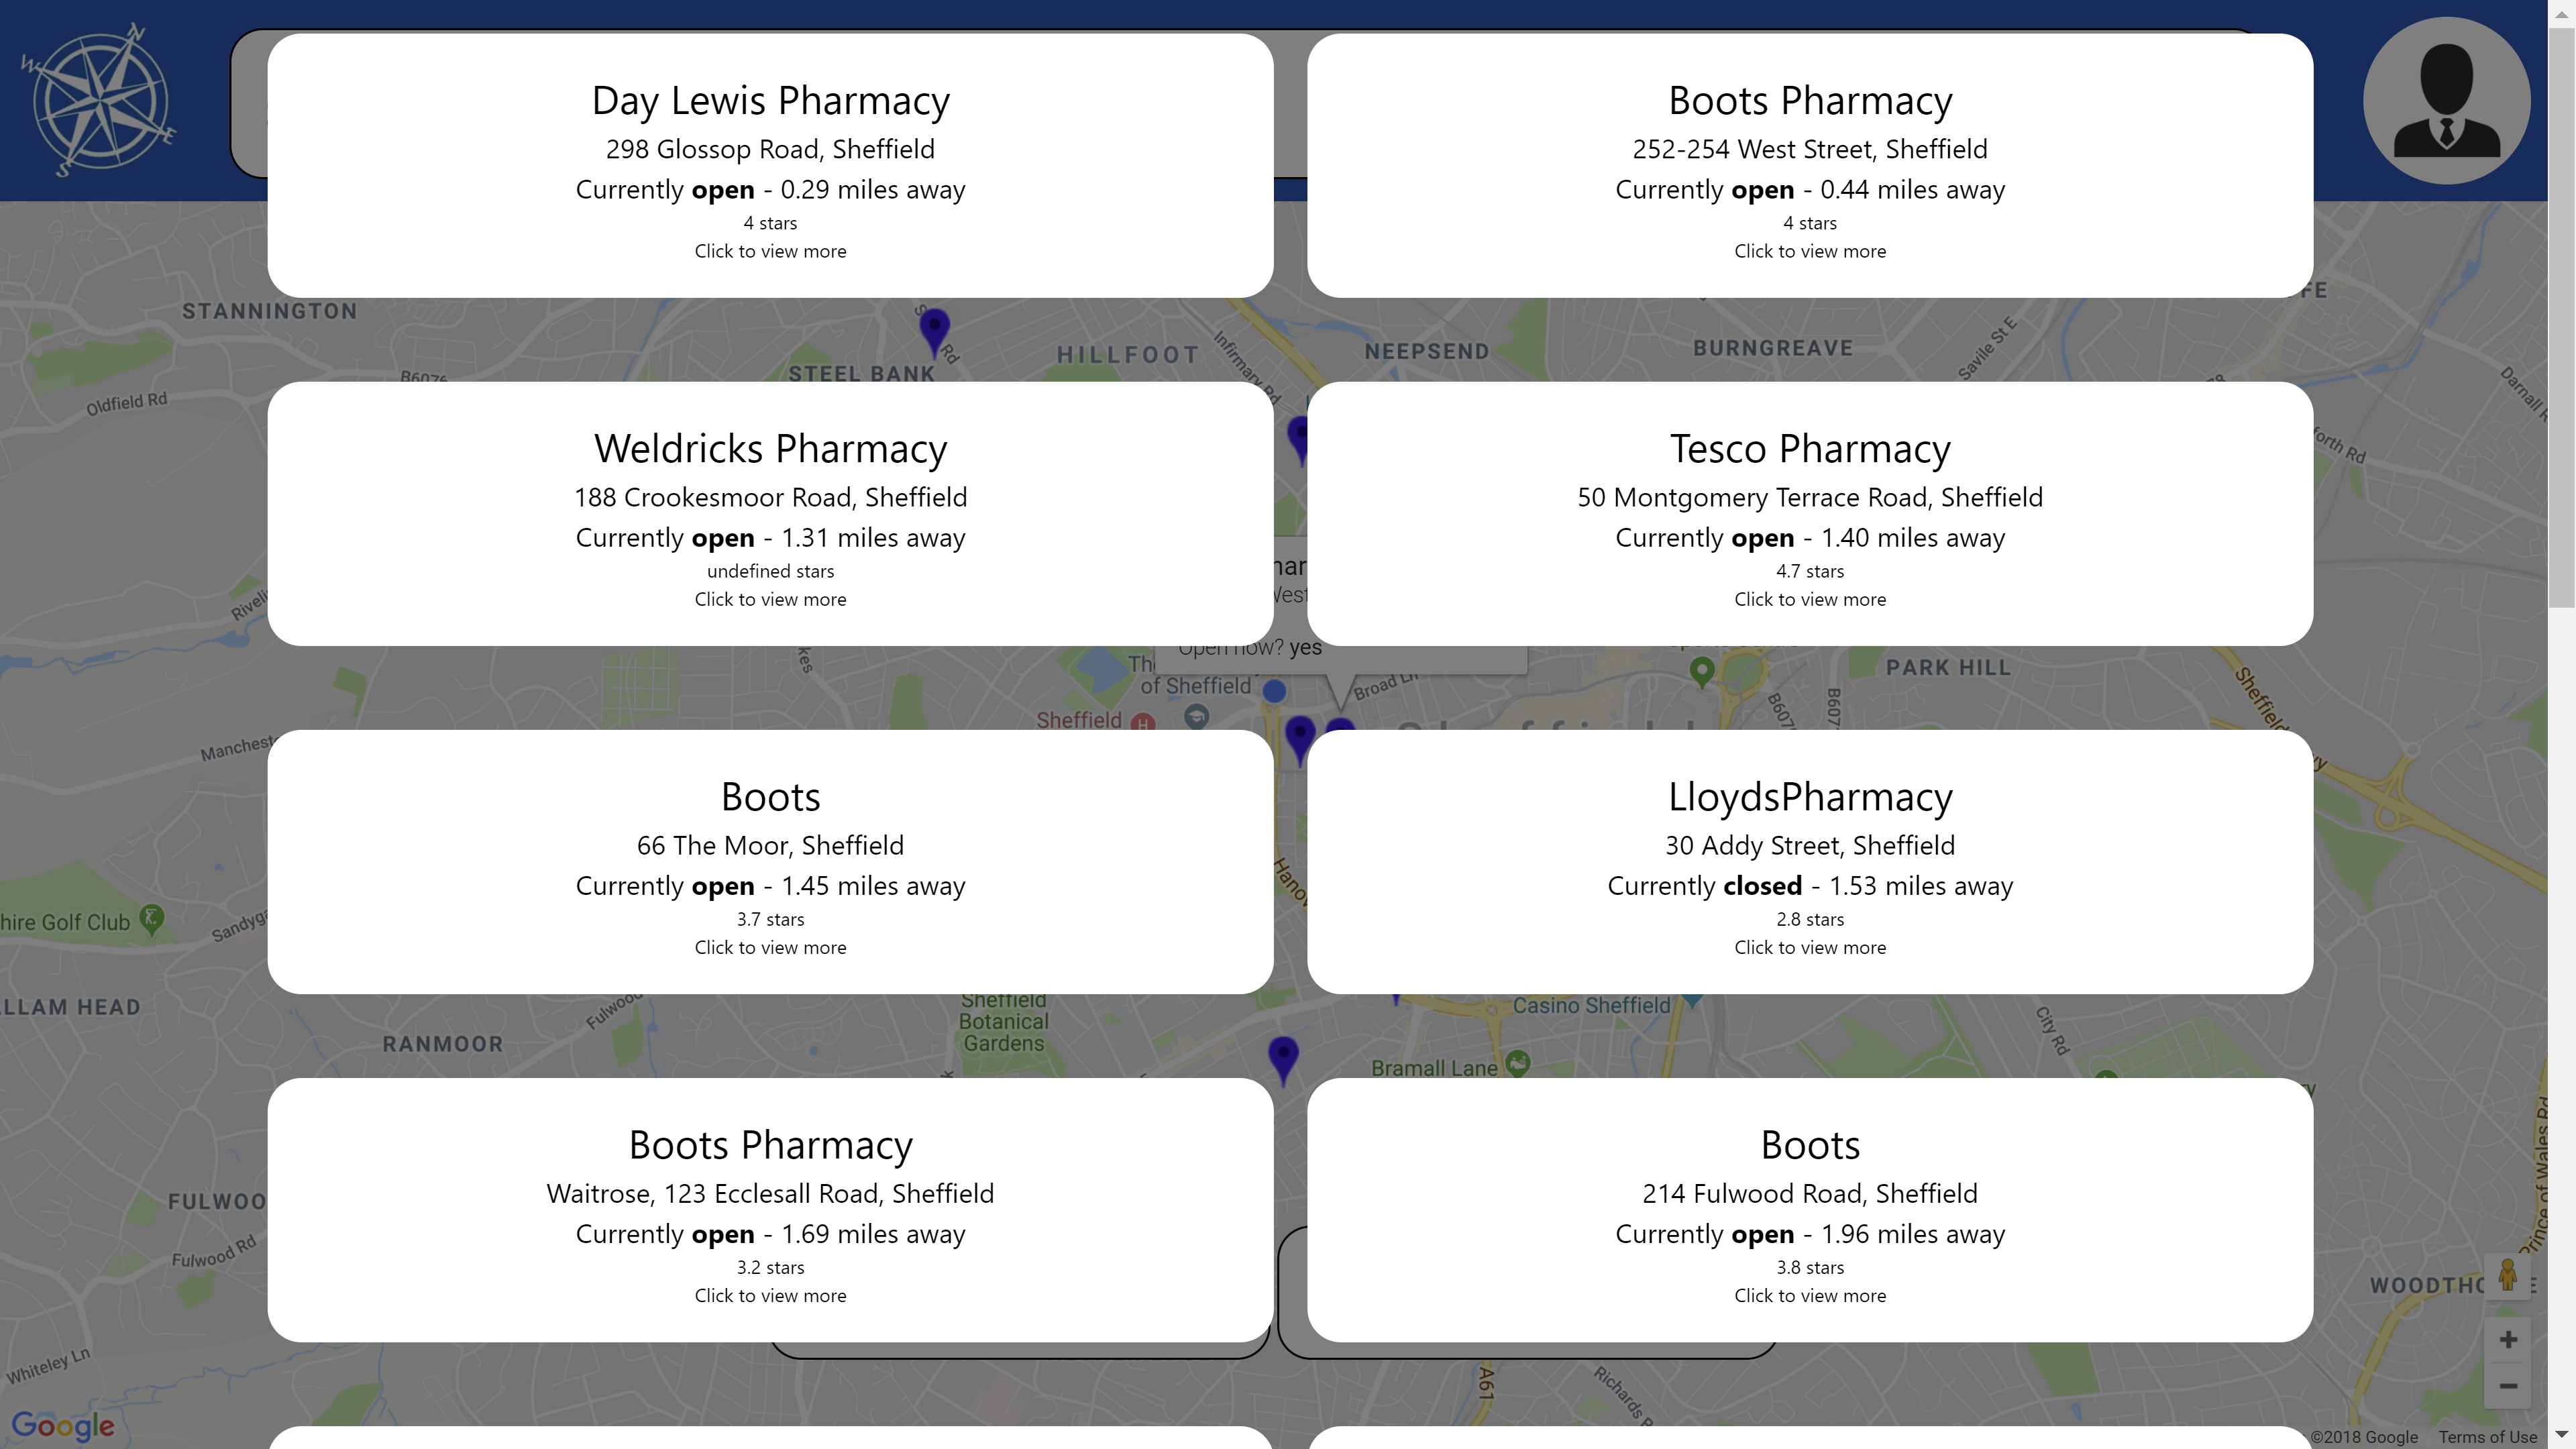 N
W
E
S
Day Lewis Pharmacy
298 Glossop Road, Sheffield
Currently open - 0.29 miles away
4 stars
Click to view more
Boots Pharmacy
252-254 West Street, Sheffield
Currently open - 0.44 miles away
4 stars
Click to view more
STANNINGTON
HILLFOOT
STEEL BANK
B6076
Oldfield Rd
Infirmary Rd
NEEPSEND
BURNGREAVE
Savile St E
Darnall R
Weldricks Pharmacy
188 Crookesmoor Road, Sheffield
Currently open - 1.31 miles away
undefined stars
Click to view more
Tesco Pharmacy
50 Montgomery Terrace Road, Sheffield
Currently open - 1.40 miles away
4.7 stars
Click to view more
Open now? yes
of Sheffield
Broad Ln
PARK HILL
Sheffield
H
Manchest
Boots
66 The Moor, Sheffield
Currently open - 1.45 miles away
3.7 stars
Click to view more
LloydsPharmacy
30 Addy Street, Sheffield
Currently closed - 1.53 miles away
2.8 stars
Click to view more
hire Golf Club
LLAM HEAD
RANMOOR
Fulwood
Sheffield
Botanical
Gardens
Casino Sheffield
Bramall Lane
City Rd
Boots Pharmacy
Waitrose, 123 Ecclesall Road, Sheffield
Currently open - 1.69 miles away
3.2 stars
Click to view more
Boots
214 Fulwood Road, Sheffield
Currently open - 1.96 miles away
3.8 stars
Click to view more
FULWOO
Fulwood Rd
Prince of Wales Rd
WOODTHO
E
Whiteley Ln
A61
Richards R
Google
©2018 Google
Terms of Use